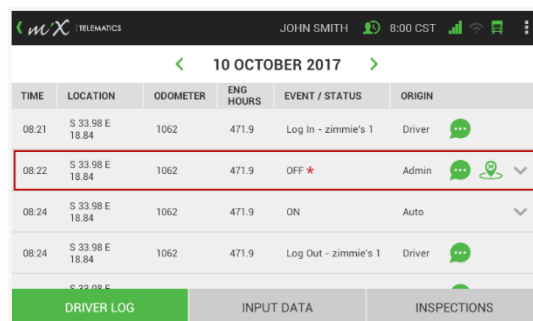 miX TELEMATICS JOHN SMITH 8:00 CST
10 OCTOBER 2017
TIME LOCATION ODOMETER ENG HOURS EVENT / STATUS ORIGIN
08:21 S 33.98 E 18.84 1062 471.9 Log In - zimmie's 1 Driver
08:22 S 33.98 E 18.84 1062 471.9 OFF * Admin
08:24 S 33.98 E 18.84 1062 471.9 ON Auto
08:24 S 33.98 E 18.84 1062 471.9 Log Out - zimmie's 1 Driver
S 33.98 E
DRIVER LOG INPUT DATA INSPECTIONS